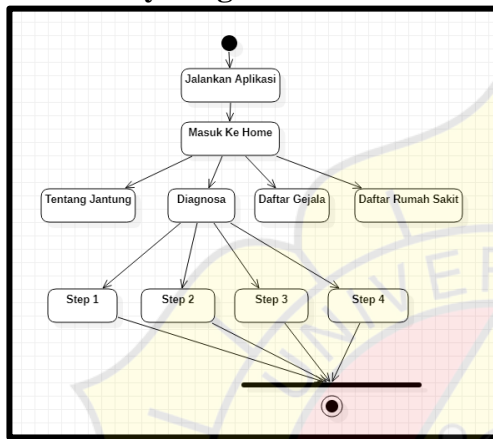 Jalankan Aplikasi
Masuk Ke Home
Tentang Jantung
Diagnosa
Daftar Gejala
Daftar Rumah Sakit
Step 1
Step 2
Step 3
Step 4
UNIVE